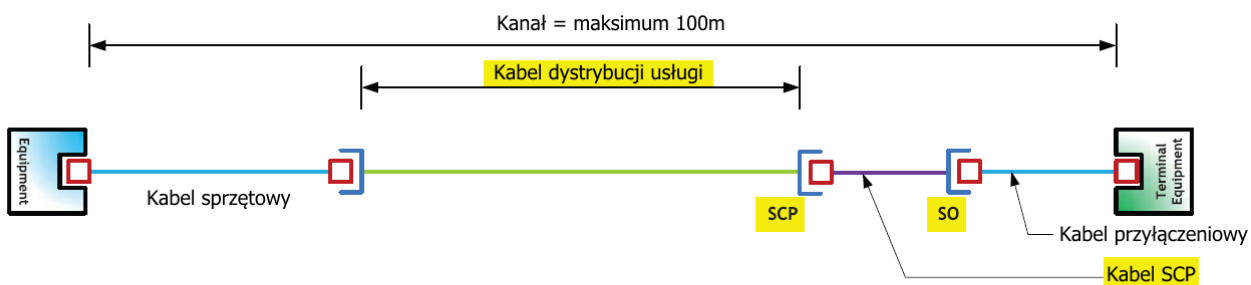 Kanał = maksimum 100m
Kabel dystrybucji usługi
Equipment
Kabel sprzętowy
SCP
SO
Terminal
Equipment
Kabel przyłączeniowy
Kabel SCP